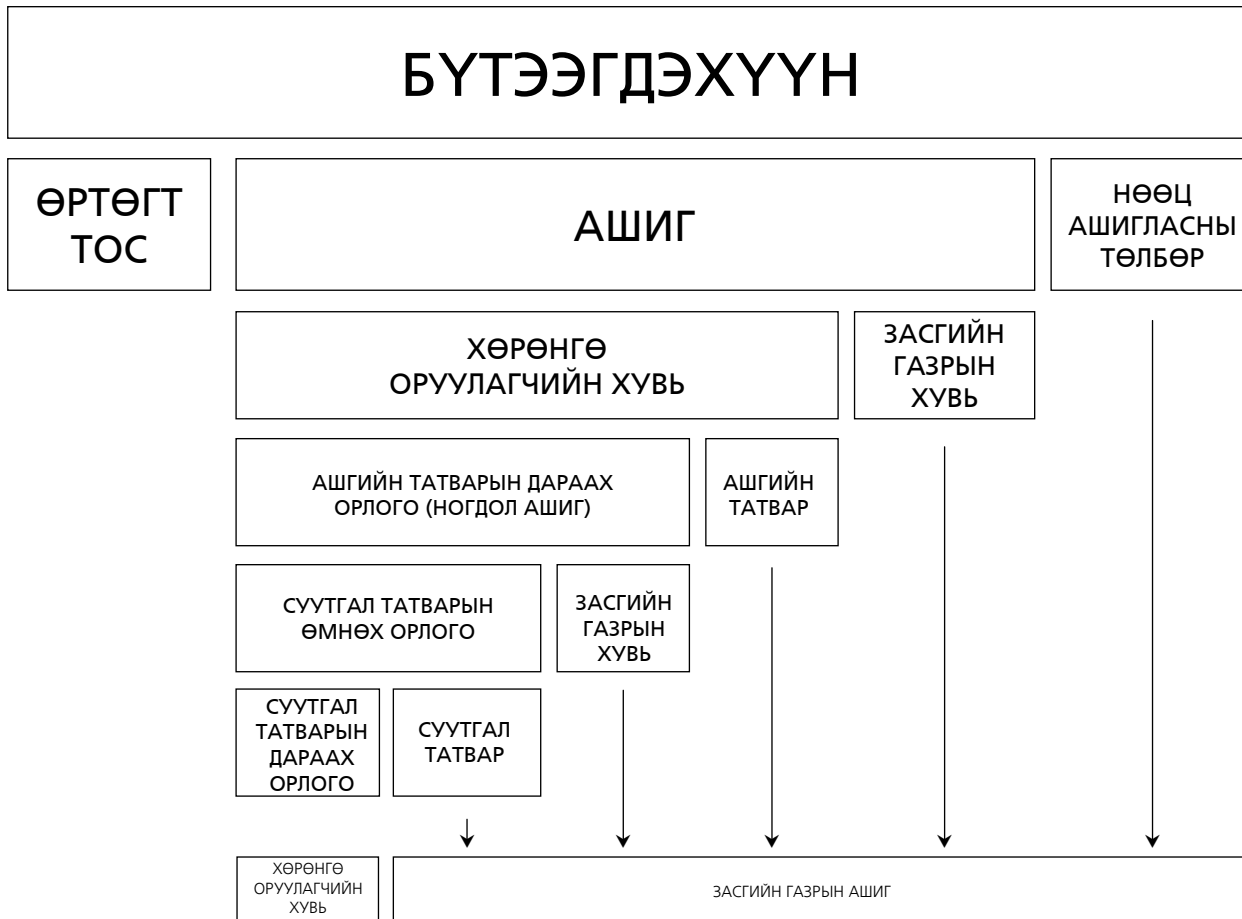 БҮТЭЭГДЭХҮҮН
ӨРТӨГТ
ТОС
АШИГ
НӨӨЦ
АШИГЛАСНЫ
ТӨЛБӨР
ХӨРӨНГӨ
ОРУУЛАГЧИЙН ХУВЬ
ЗАСГИЙН
ГАЗРЫН
ХУВЬ
АШГИЙН ТАТВАРЫН ДАРААХ
ОРЛОГО (НОГДОЛ АШИГ)
АШГИЙН
ТАТВАР
СУУТГАЛ ТАТВАРЫН
ӨМНӨХ ОРЛОГО
ЗАСГИЙН
ГАЗРЫН
ХУВЬ
СУУТГАЛ
ТАТВАРЫН
ДАРААХ
ОРЛОГО
СУУТГАЛ
ТАТВАР
ХӨРӨНГӨ
ОРУУЛАГЧИЙН
ХУВЬ
ЗАСГИЙН ГАЗРЫН АШИГ